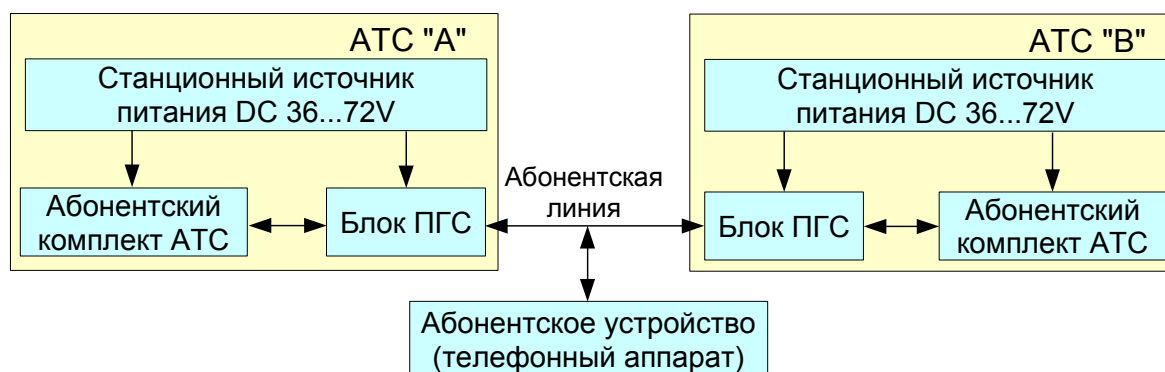 АТС "А"
Станционный источник
питания DC 36...72V
Абонентский
комплект АТС
Блок ПГС
Абонентская
линия
АТС "В"
Станционный источник
питания DC 36...72V
Блок ПГС
Абонентский
комплект АТС
Абонентское устройство
(телефонный аппарат)